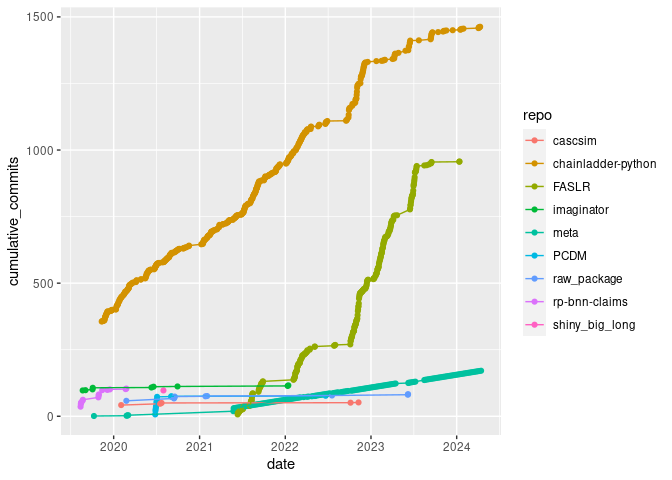 1500
1000
500
0
cumulative_commits
2020 2021 2022 2023 2024
date
repo
cascsim
chainladder-python
FASLR
imaginator
meta
PCDM
raw_package
rp-bnn-claims
shiny_big_long